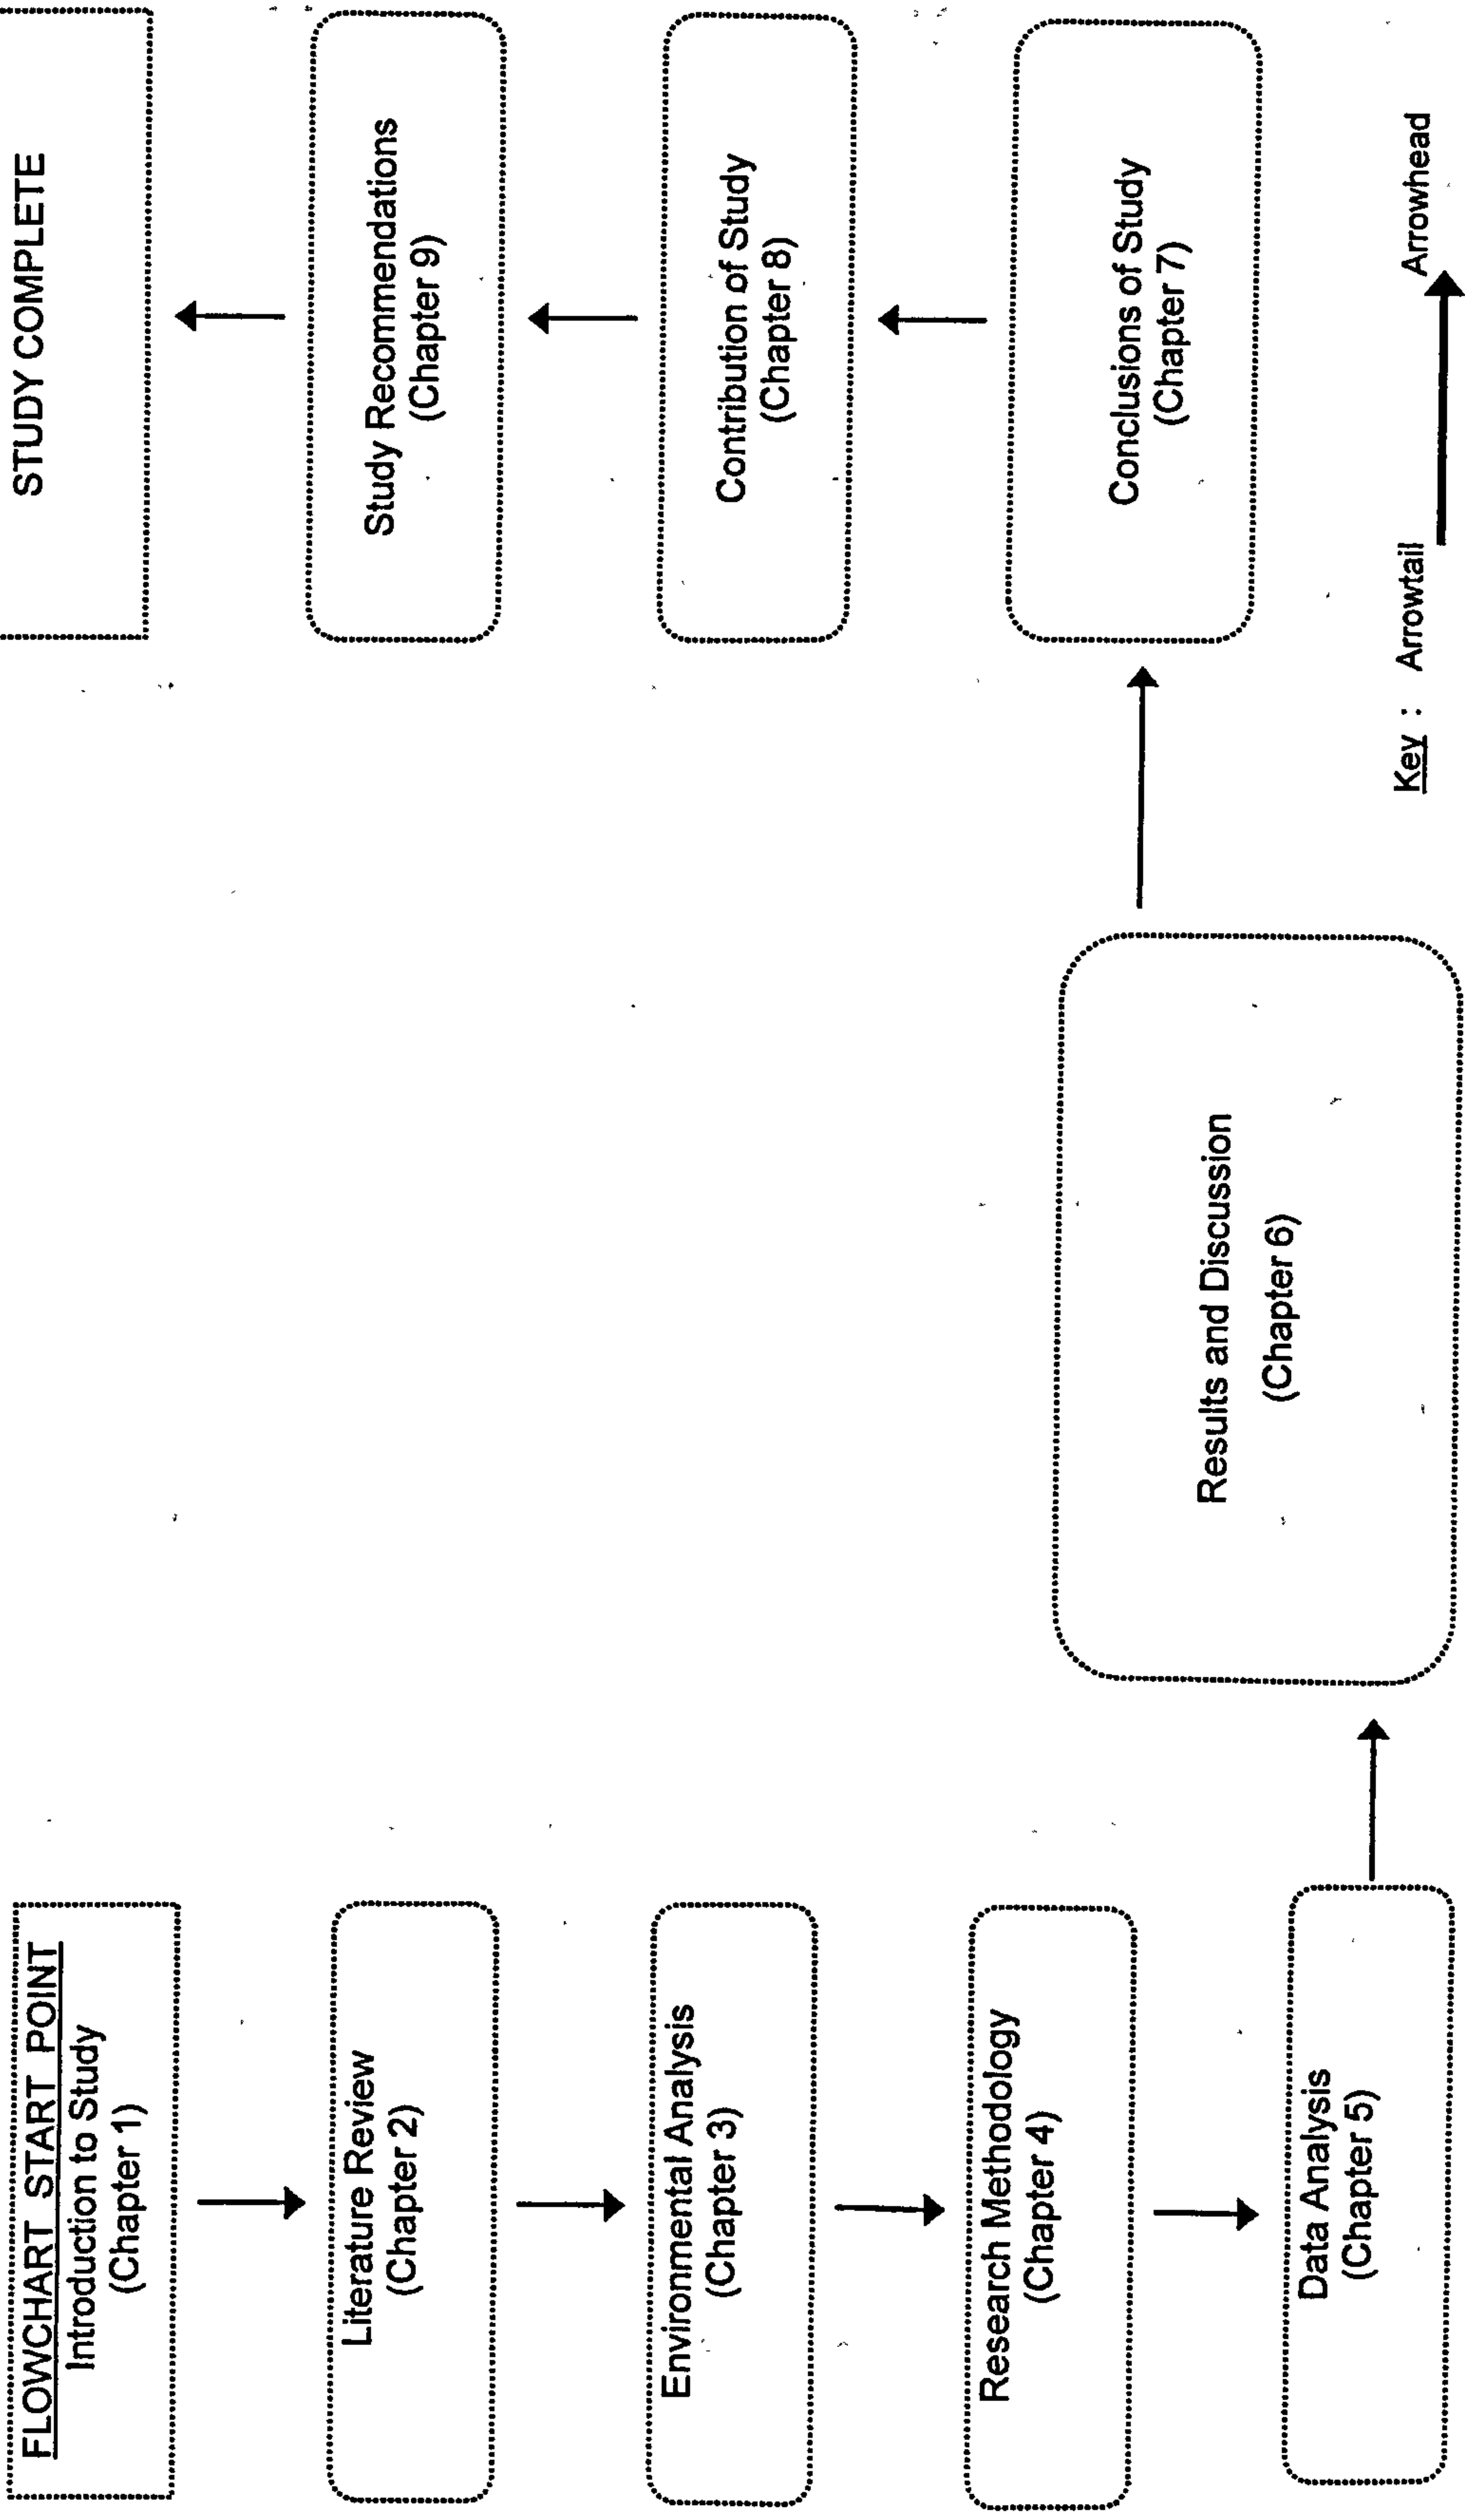 FLOWCHART START POINT
Introduction to Study
(Chapter 1)
Literature Review
(Chapter 2)
Environmental Analysis
(Chapter 3)
Research Methodology
(Chapter 4)
Data Analysis
(Chapter 5)
Results and Discussion
(Chapter 6)
Conclusions of Study
(Chapter 7)
Contribution of Study
(Chapter 8)
Study Recommendations
(Chapter 9)
STUDY COMPLETE
Key : Arrowtail Arrowhead